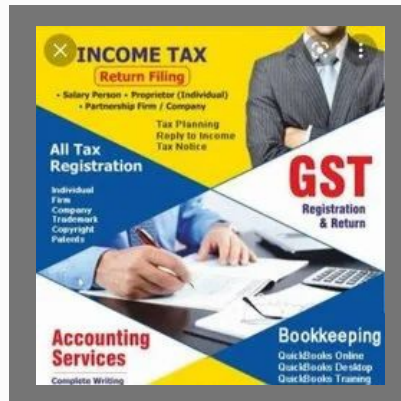 INCOME TAX
Return Filing
• Salary Person • Proprietor (Individual)
• Partnership Firm / Company
Tax Planning
Reply to Income
Tax Notice
All Tax
Registration
Individual
Firm
Company
Trademark
Copyright
Patents
GST
Registration
& Return
Accounting
Services
Complete Writing
Bookkeeping
QuickBooks Online
QuickBooks Desktop
QuickBooks Training